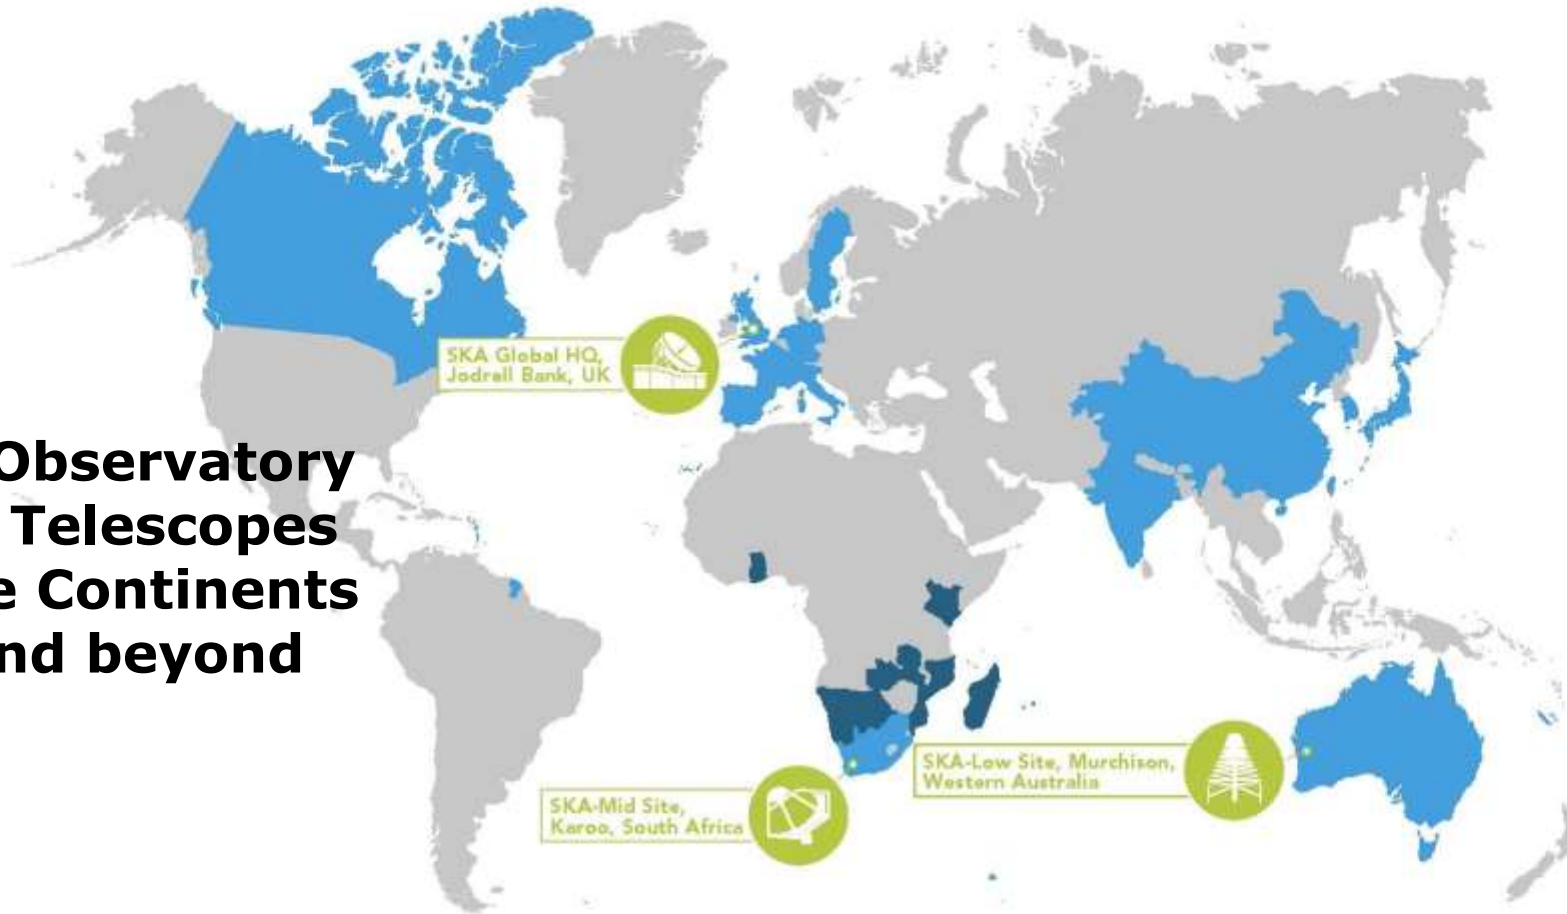 Observatory
Telescopes
e Continents
nd beyond
SKA Global HQ,
Jodrell Bank, UK
SKA-Mid Site,
Karoo, South Africa
SKA-Low Site, Murchison,
Western Australia